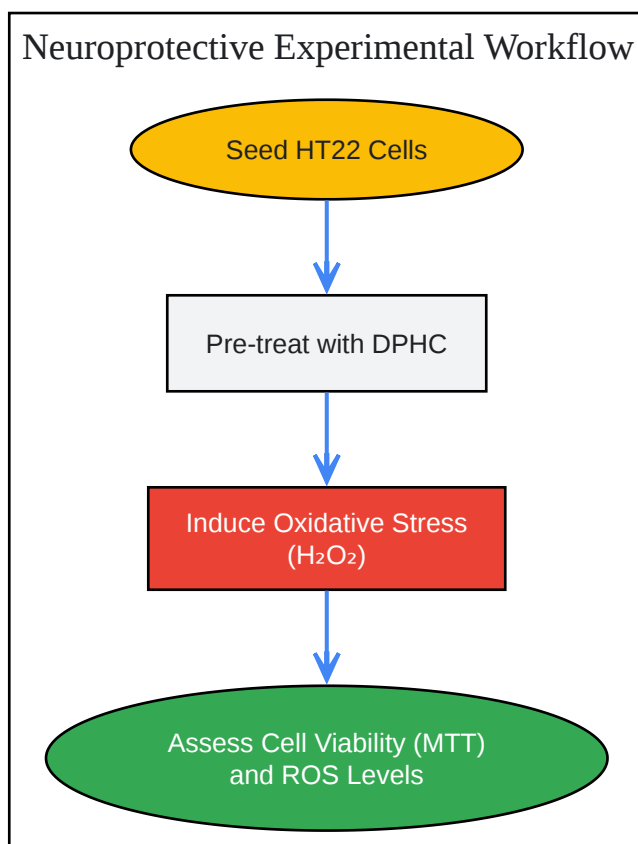 Neuroprotective Experimental Workflow
Seed HT22 Cells
Pre-treat with DPHC
Induce Oxidative Stress
(H₂O₂)
Assess Cell Viability (MTT)
and ROS Levels